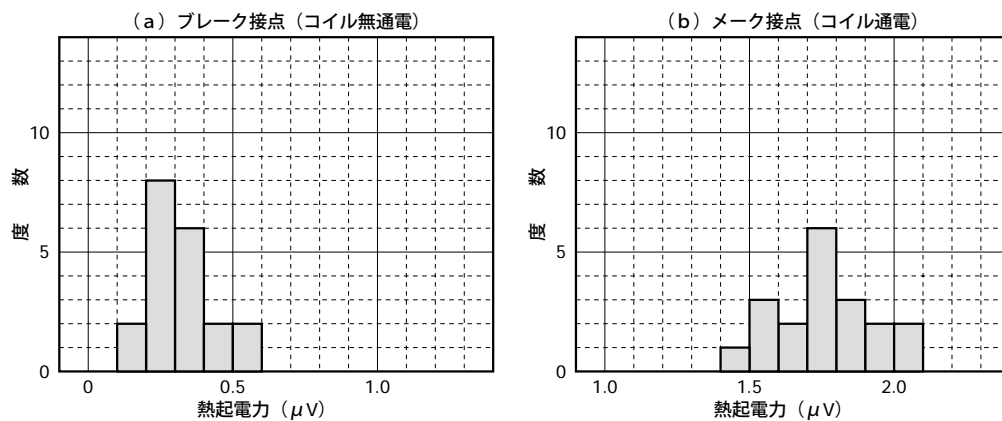 （a）ブレーク接点（コイル無通電）
10
5
0
度 数
0 0.5 1.0
熱起電力（μV）
（b）メーク接点（コイル通電）
10
5
0
度 数
1.0 1.5 2.0
熱起電力（μV）